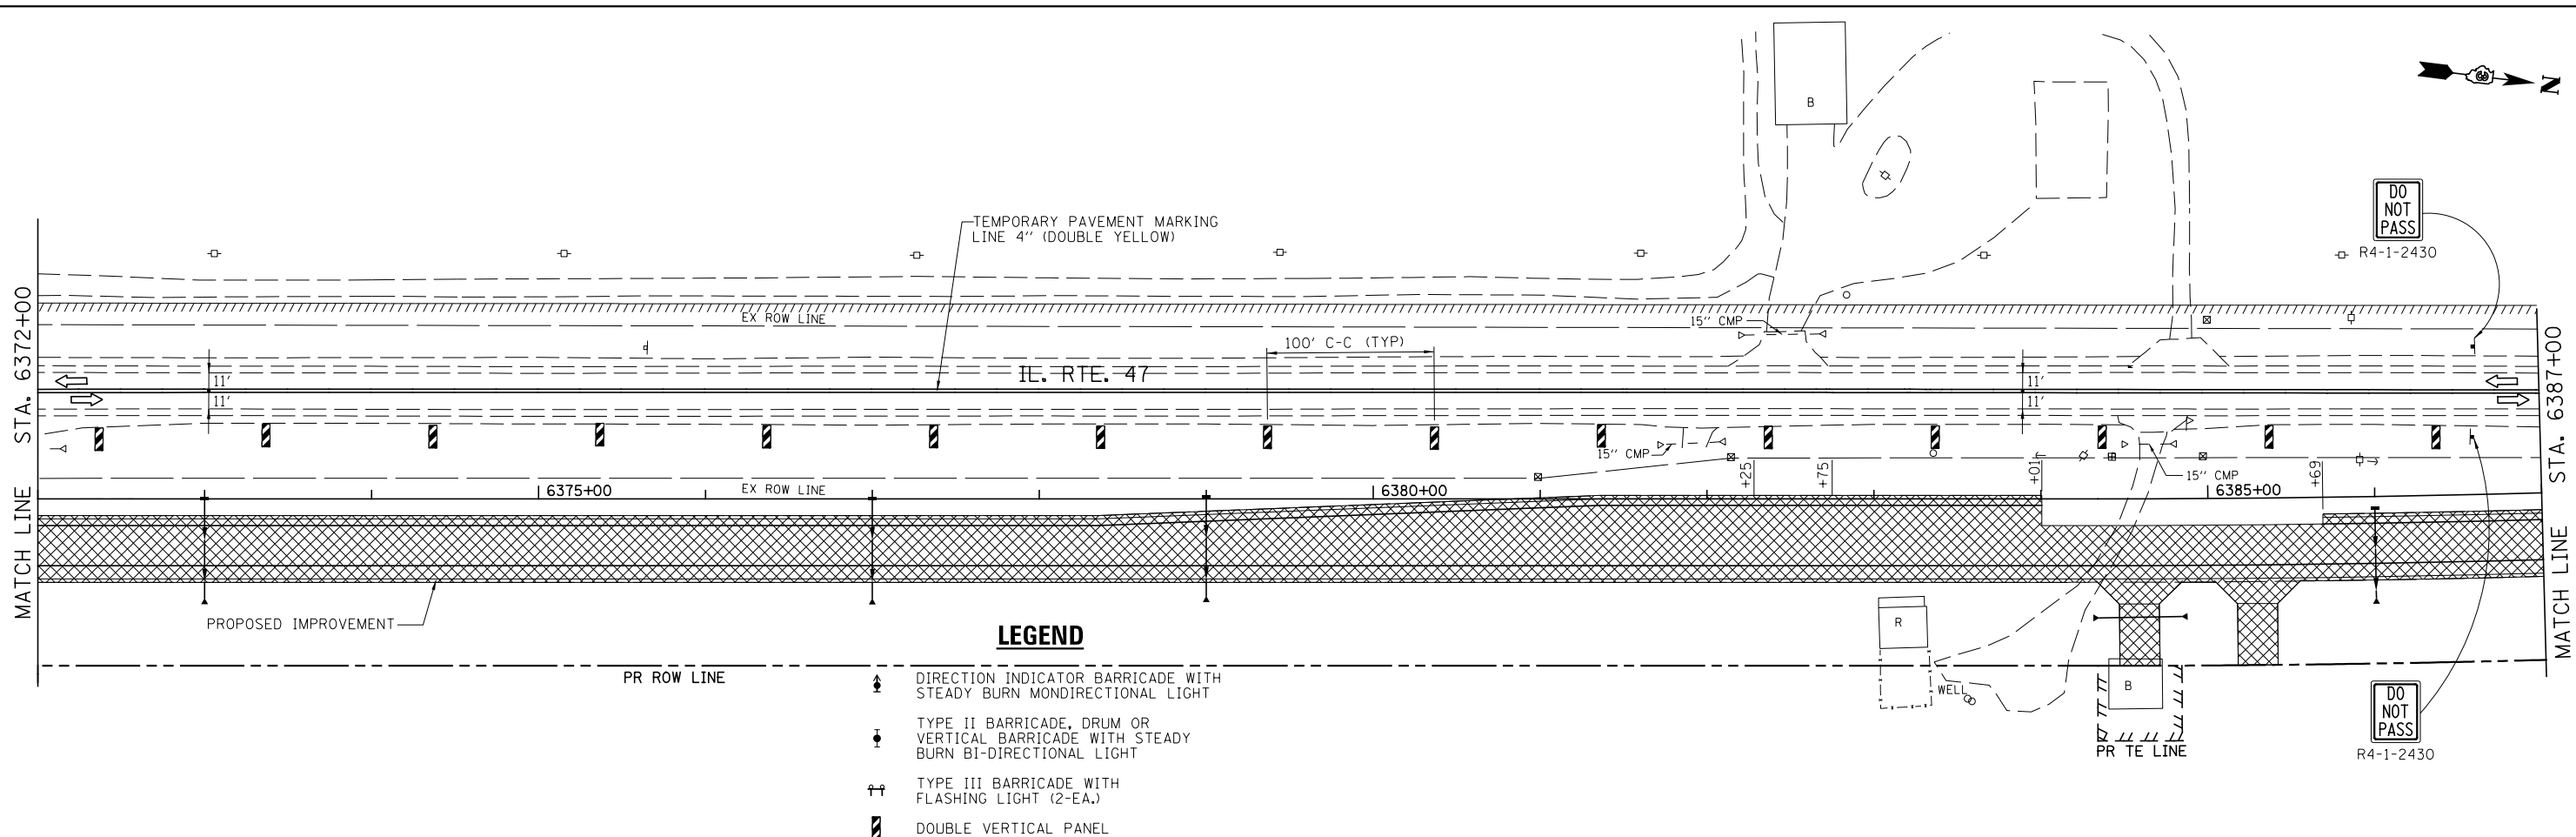 N
B
DO
NOT
PASS
R4-1-2430
TEMPORARY PAVEMENT MARKING
LINE 4" (DOUBLE YELLOW)
EX ROW LINE
15" CMP
100' C-C (TYP)
IL. RTE. 47
11'
11'
11'
11'
MATCH LINE STA. 6372+00
MATCH LINE STA. 6387+00
15" CMP
15" CMP
+25
+75
+01
+69
EX ROW LINE
6375+00
6380+00
6385+00
PROPOSED IMPROVEMENT
R
WELL
B
PR TE LINE
DO
NOT
PASS
R4-1-2430
PR ROW LINE
LEGEND
DIRECTION INDICATOR BARRICADE WITH
STEADY BURN MONDIRECTIONAL LIGHT
TYPE II BARRICADE, DRUM OR
VERTICAL BARRICADE WITH STEADY
BURN BI-DIRECTIONAL LIGHT
TYPE III BARRICADE WITH
FLASHING LIGHT (2-EA.)
DOUBLE VERTICAL PANEL